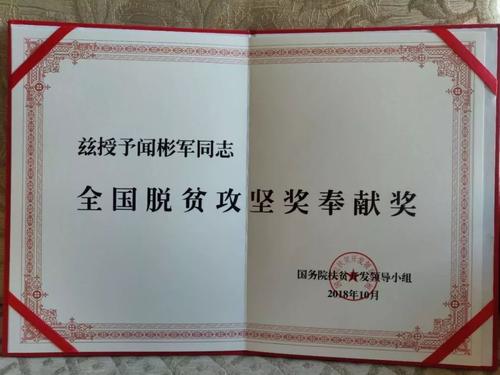 兹授予闻彬军同志
全国脱贫攻坚奖奉献奖
国务院扶贫开发领导小组
2018年10月